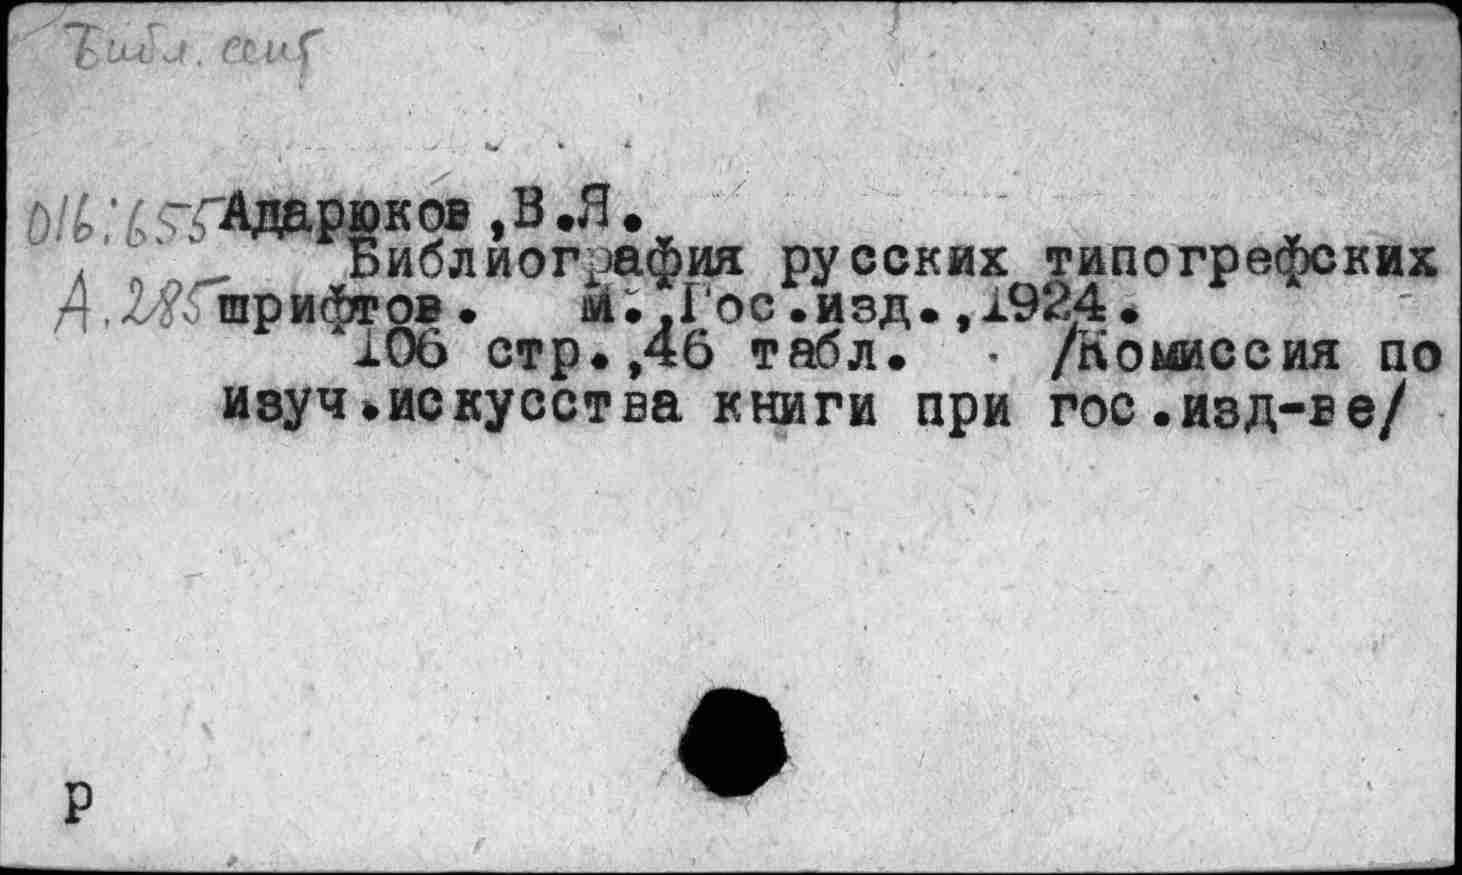 Библ.
016:655 Адарюков,В.Я.
Библиография русских типогрефских
А.285 шрифтов. М.,Гос.изд.,1924.
106 стр.,46 табл. /Комиссия по
изуч.искусства книги при гос.изд-ве/
р